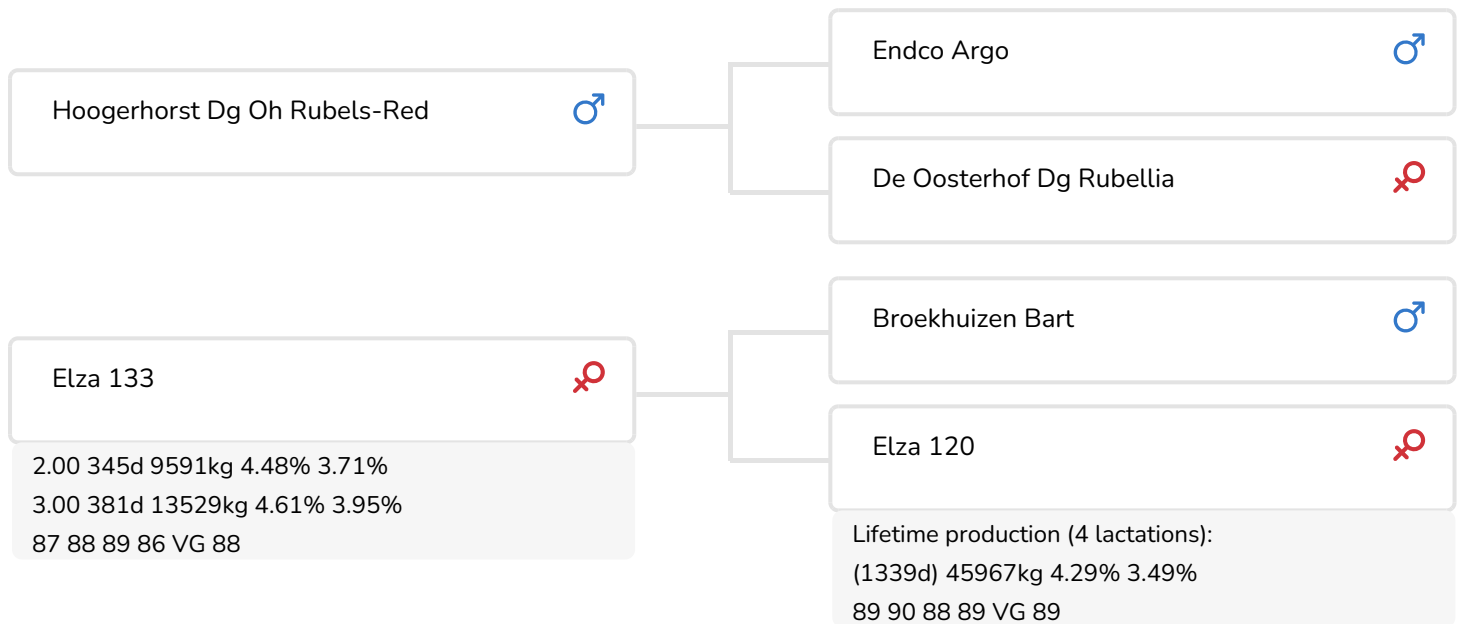 Endco Argo
Hoogerhorst Dg Oh Rubels-Red
De Oosterhof Dg Rubellia
Broekhuizen Bart
Elza 133
Elza 120
2.00 345d 9591kg 4.48% 3.71%
3.00 381d 13529kg 4.61% 3.95%
87 88 89 86 VG 88
Lifetime production (4 lactations):
(1339d) 45967kg 4.29% 3.49%
89 90 88 89 VG 89